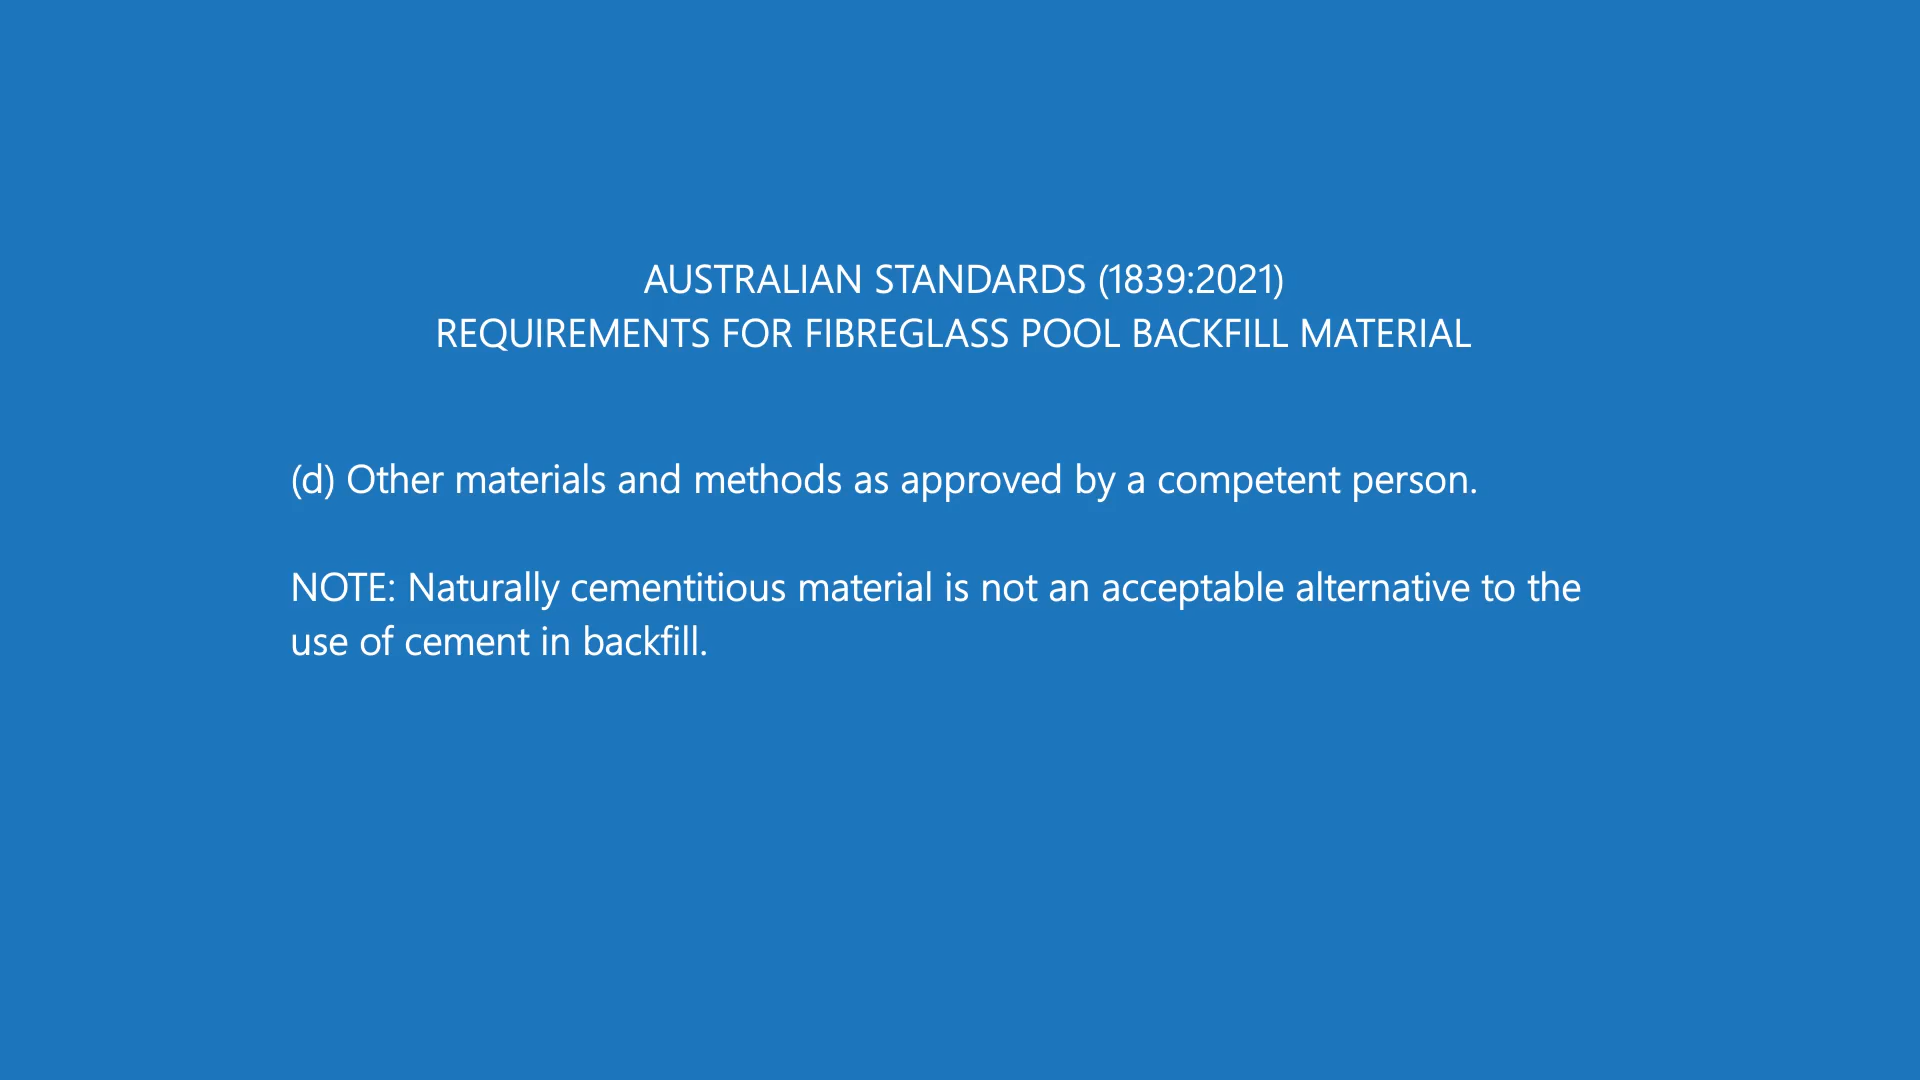 AUSTRALIAN STANDARDS (1839:2021)
REQUIREMENTS FOR FIBREGLASS POOL BACKFILL MATERIAL
(d) Other materials and methods as approved by a competent person.
NOTE: Naturally cementitious material is not an acceptable alternative to the
use of cement in backfill.